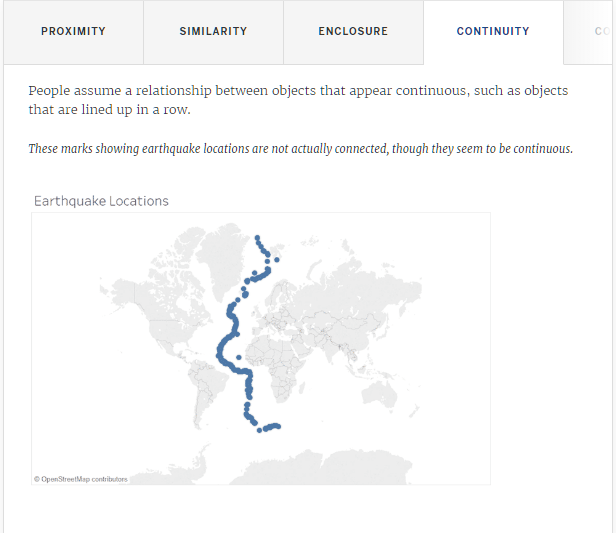 PROXIMITY
SIMILARITY
ENCLOSURE
CONTINUITY
People assume a relationship between objects that appear continuous, such as objects
that are lined up in a row.
These marks showing earthquake locations are not actually connected, though they seem to be continuous.
Earthquake Locations
© OpenStreetMap contributors